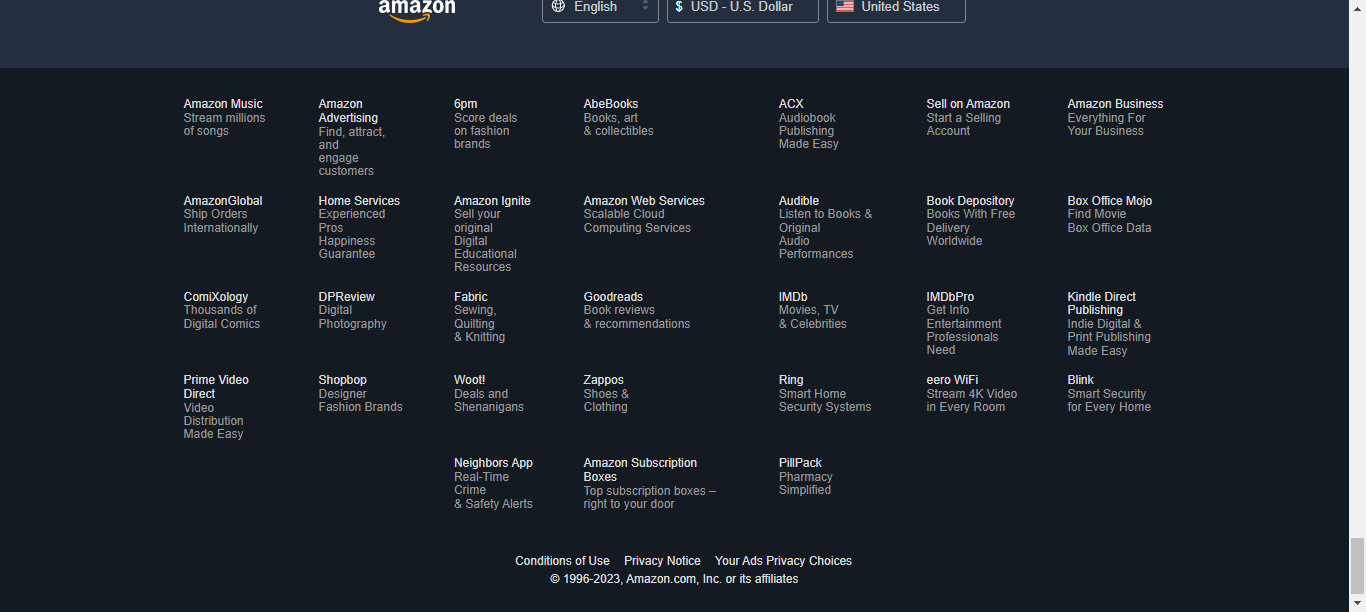 amazon
English
$ USD - U.S. Dollar
United States
Amazon Music
Stream millions
of songs
Amazon
Advertising
Find, attract,
and
engage
customers
6pm
Score deals
on fashion
brands
AbeBooks
Books, art
& collectibles
ACX
Audiobook
Publishing
Made Easy
Sell on Amazon
Start a Selling
Account
Amazon Business
Everything For
Your Business
AmazonGlobal
Ship Orders
Internationally
Home Services
Experienced
Pros
Happiness
Guarantee
Amazon Ignite
Sell your
original
Digital
Educational
Resources
Amazon Web Services
Scalable Cloud
Computing Services
Audible
Listen to Books &
Original
Audio
Performances
Book Depository
Books With Free
Delivery
Worldwide
Box Office Mojo
Find Movie
Box Office Data
ComiXology
Thousands of
Digital Comics
DPReview
Digital
Photography
Fabric
Sewing,
Quilting
& Knitting
Goodreads
Book reviews
& recommendations
IMDb
Movies, TV
& Celebrities
IMDbPro
Get Info
Entertainment
Professionals
Need
Kindle Direct
Publishing
Indie Digital &
Print Publishing
Made Easy
Prime Video
Direct
Video
Distribution
Made Easy
Shopbop
Designer
Fashion Brands
Woot!
Deals and
Shenanigans
Zappos
Shoes &
Clothing
Ring
Smart Home
Security Systems
eero WiFi
Stream 4K Video
in Every Room
Blink
Smart Security
for Every Home
Neighbors App
Real-Time
Crime
& Safety Alerts
Amazon Subscription
Boxes
Top subscription boxes –
right to your door
PillPack
Pharmacy
Simplified
Conditions of Use Privacy Notice Your Ads Privacy Choices
© 1996-2023, Amazon.com, Inc. or its affiliates